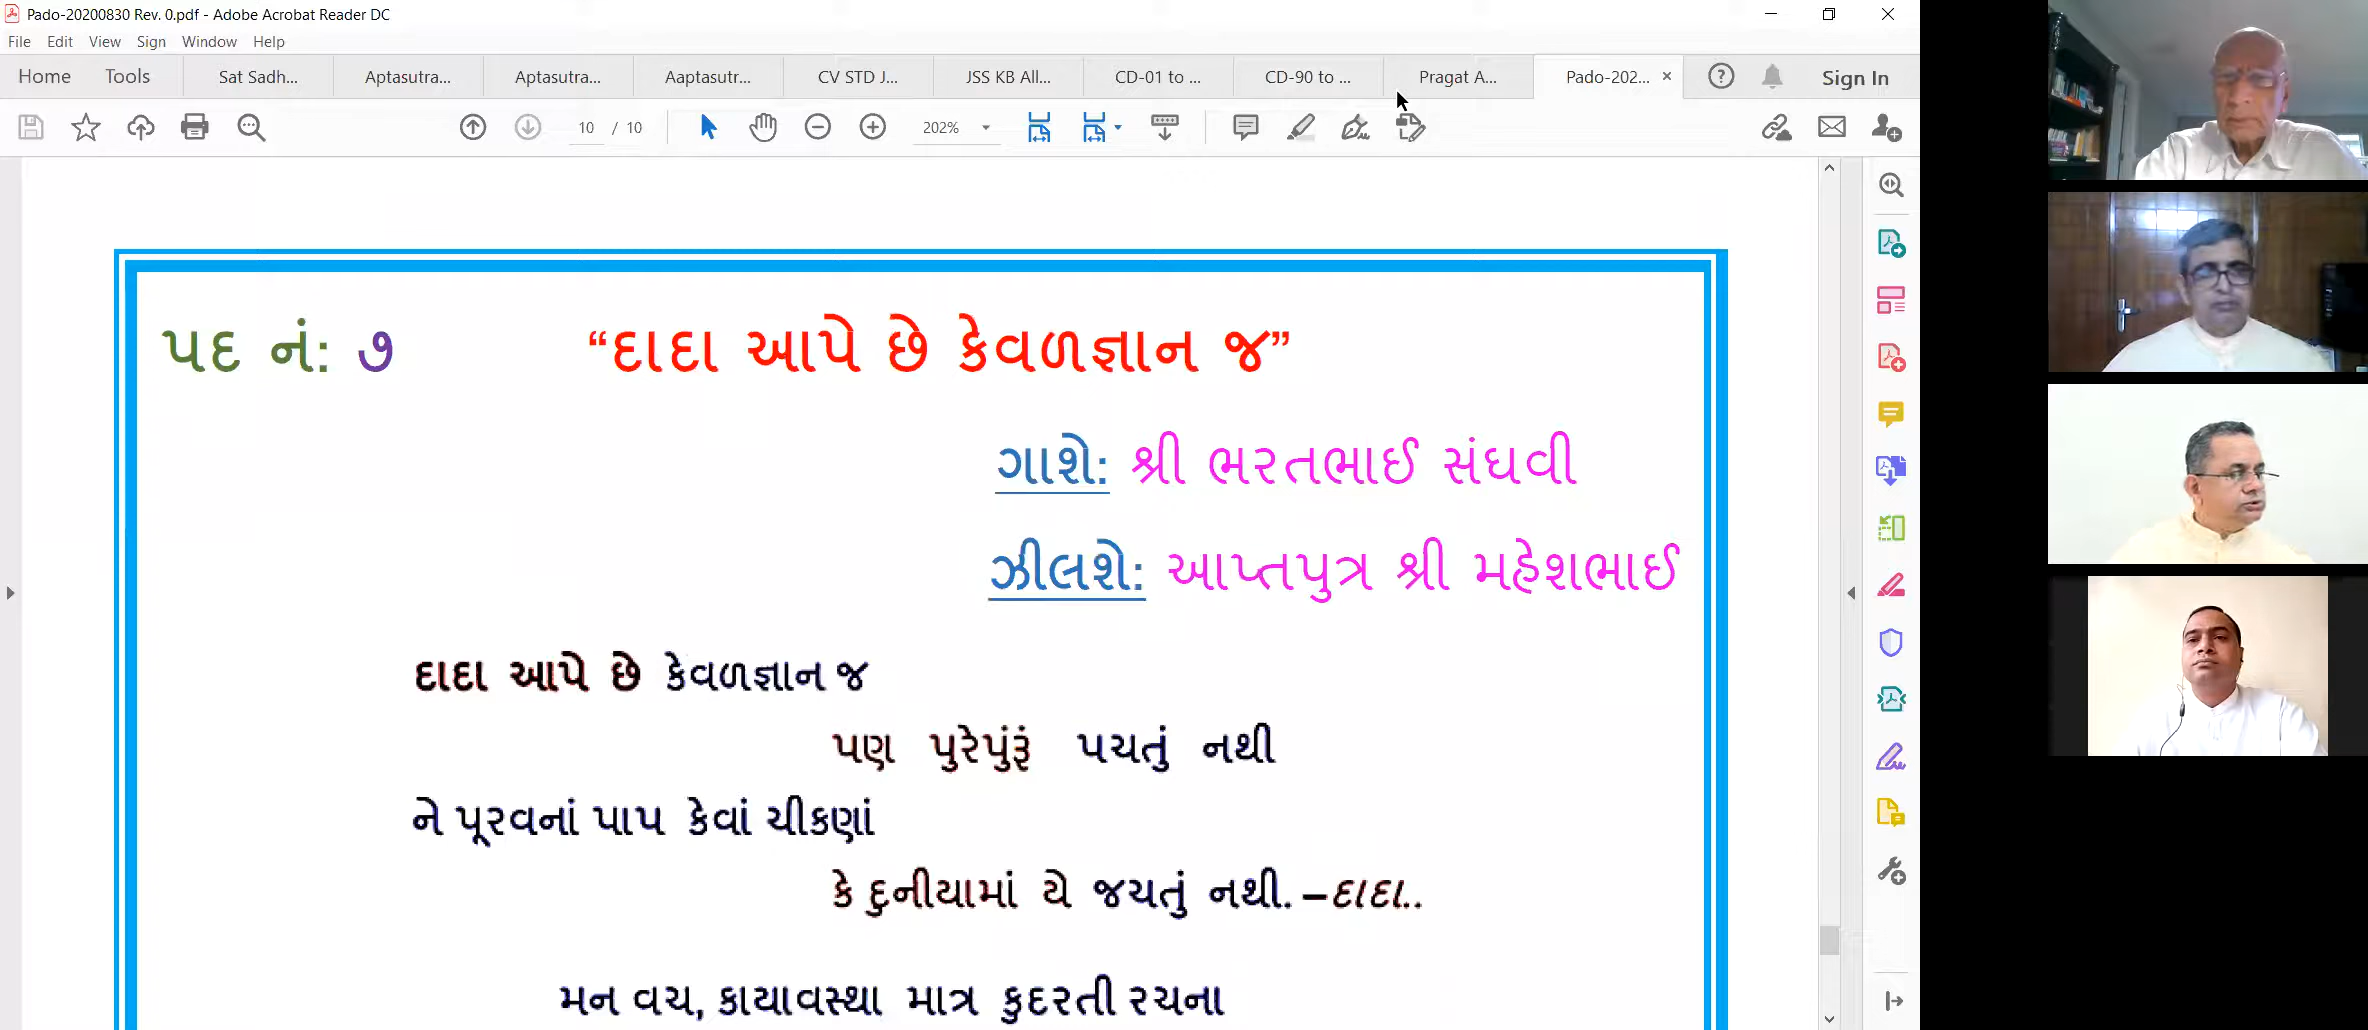 Pado-20200830 Rev. 0.pdf - Adobe Acrobat Reader DC
File Edit View Sign Window Help
Home Tools Sat Sadh... Aptasutra... Aptasutra... Aaptasutr... CV STD J... JSS KB All... CD-01 to ... CD-90 to ... Pragat A... Pado-202... Sign In
10 / 10 202%
પદ નં: ૭ “દાદા આપે છે કેવળજ્ઞાન જ”
ગાશે: શ્રી ભરતભાઈ સંઘવી
ઝીલશે: આપ્તપુત્ર શ્રી મહેશભાઈ
દાદા આપે છે કેવળજ્ઞાન જ
પણ પુરેપુંરૂં પચતું નથી
ને પૂરવનાં પાપ કેવાં ચીકણાં
કે દુનીયામાં યે જચતું નથી. –દાદા..
મન વચ, કાયાવસ્થા માત્ર કુદરતી રચના